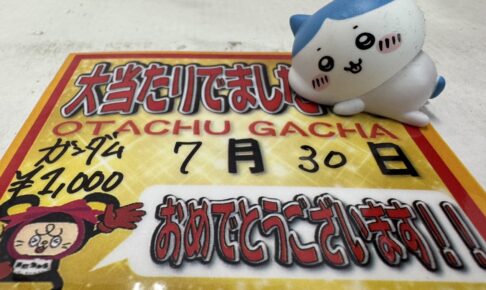 大当たりでました
OTACHU GACHA
ガンダム
¥1,000
7月30日
おめでとうございます!!